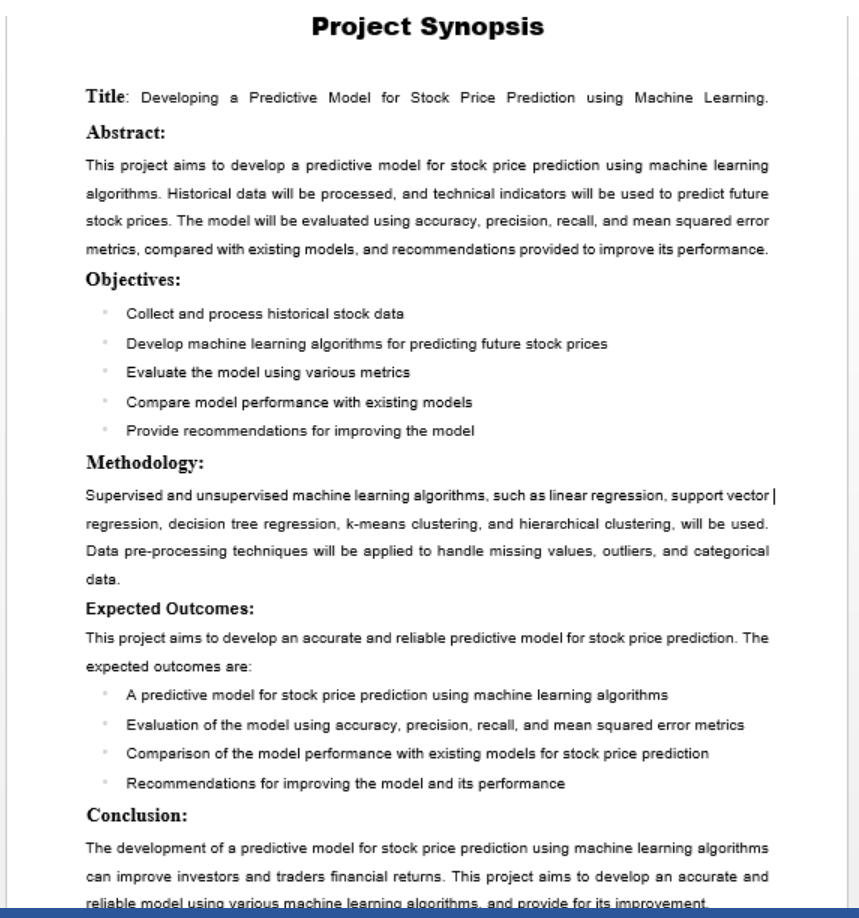 Project Synopsis
Title: Developing a Predictive Model for Stock Price Prediction using Machine Learning.
Abstract:
This project aims to develop a predictive model for stock price prediction using machine learning
algorithms. Historical data will be processed, and technical indicators will be used to predict future
stock prices. The model will be evaluated using accuracy, precision, recall, and mean squared error
metrics, compared with existing models, and recommendations provided to improve its performance.
Objectives:
Collect and process historical stock data
Develop machine learning algorithms for predicting future stock prices
Evaluate the model using various metrics
Compare model performance with existing models
Provide recommendations for improving the model
Methodology:
Supervised and unsupervised machine learning algorithms, such as linear regression, support vector
regression, decision tree regression, k-means clustering, and hierarchical clustering, will be used.
Data pre-processing techniques will be applied to handle missing values, outliers, and categorical
data.
Expected Outcomes:
This project aims to develop an accurate and reliable predictive model for stock price prediction. The
expected outcomes are:
A predictive model for stock price prediction using machine learning algorithms
Evaluation of the model using accuracy, precision, recall, and mean squared error metrics
Comparison of the model performance with existing models for stock price prediction
Recommendations for improving the model and its performance
Conclusion:
The development of a predictive model for stock price prediction using machine learning algorithms
can improve investors and traders financial returns. This project aims to develop an accurate and
reliable model using various machine learning algorithms, and provide for its improvement.